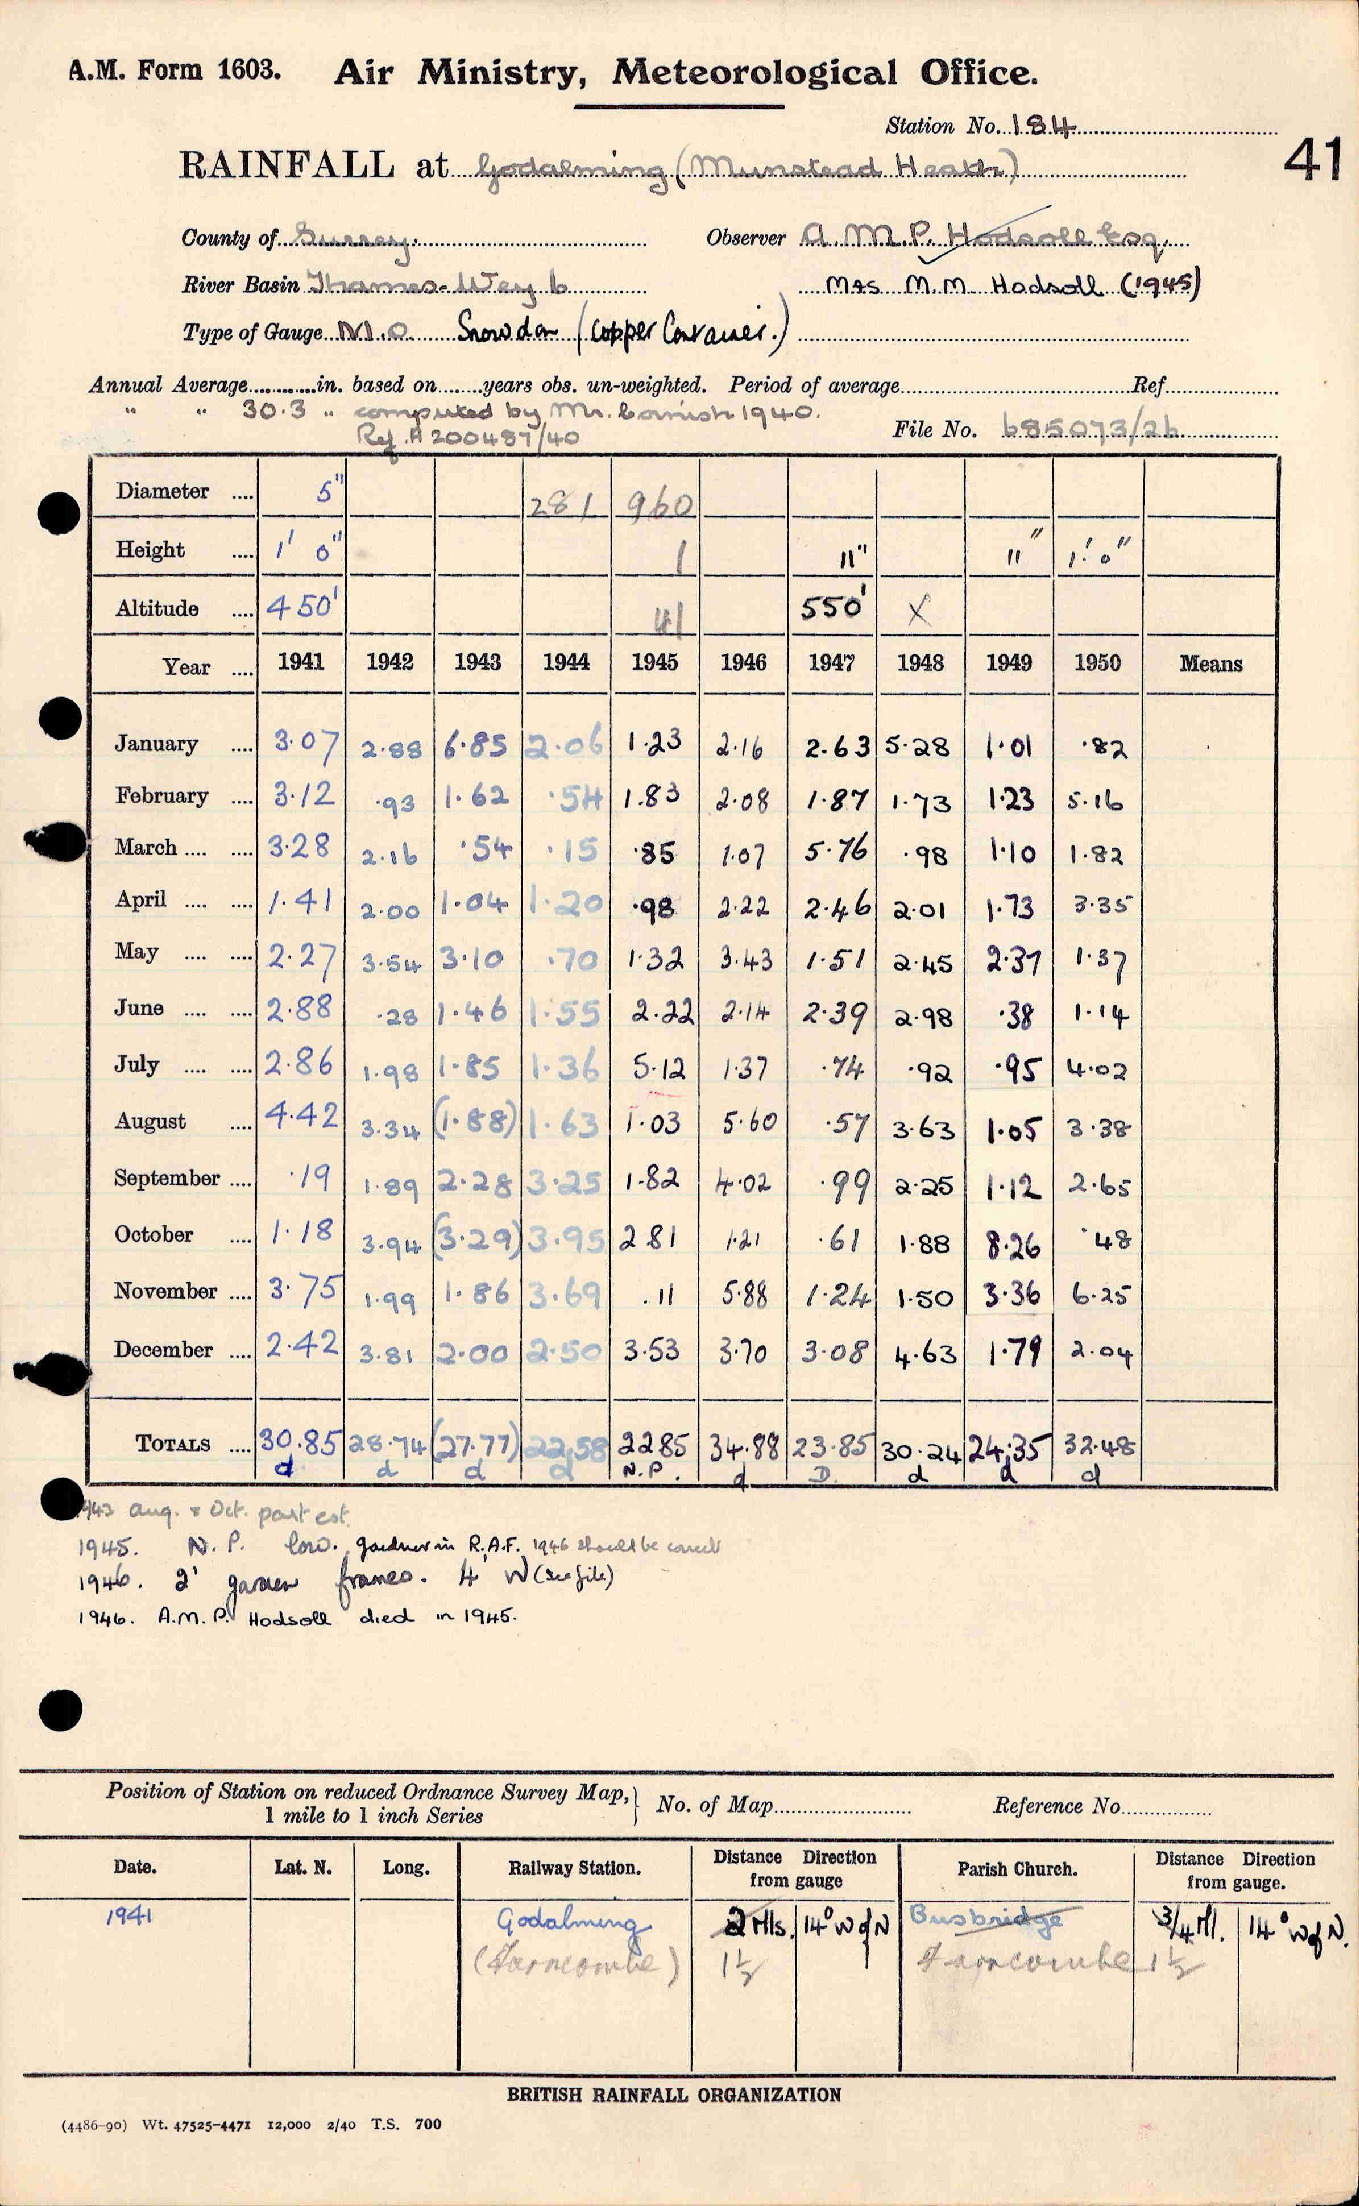 A.M. Form 1603. Air Ministry, Meteorological Office.
Station No. 184
41
RAINFALL at Godalming (Munstead Heath)
County of Surrey. Observer A.M.P. Hodsoll Esq.
River Basin Thames - Wey b Mrs M.M. Hodsoll (1945)
Type of Gauge M.O Snowdon (Copper Container.)
Annual Average in. based on years obs. un-weighted. Period of average Ref
" " 30.3 " computed by Mr. Cornish 1940.
Ref. A 200487/40 File No. 685073/26
Diameter 5" 281 960
Height 1' 0" 1 11" 11" 1' 0"
Altitude 450' 41 550' X
Year 1941 1942 1943 1944 1945 1946 1947 1948 1949 1950 Means
January 3.07 2.88 6.85 2.06 1.23 2.16 2.63 5.28 1.01 .82
February 3.12 .93 1.62 .54 1.83 2.08 1.87 1.73 1.23 5.16
March 3.28 2.16 .54 .15 .85 1.07 5.76 .98 1.10 1.82
April 1.41 2.00 1.04 1.20 .98 2.22 2.46 2.01 1.73 3.35
May 2.27 3.54 3.10 .70 1.32 3.43 1.51 2.45 2.37 1.37
June 2.88 .28 1.46 1.55 2.22 2.14 2.39 2.98 .38 1.14
July 2.86 1.98 1.85 1.36 5.12 1.37 .74 .92 .95 4.02
August 4.42 3.34 (1.88) 1.63 1.03 5.60 .57 3.63 1.05 3.38
September .19 1.89 2.28 3.25 1.82 4.02 .99 2.25 1.12 2.65
October 1.18 3.94 (3.29) 3.95 2 81 1.21 .61 1.88 8.26 .48
November 3.75 1.99 1.86 3.69 .11 5.88 1.24 1.50 3.36 6.25
December 2.42 3.81 2.00 2.50 3.53 3.70 3.08 4.63 1.79 2.04
TOTALS 30.85 28.74 (27.77) 22.58 22 85 34.88 23.85 30.24 24.35 32.48
d d d d N.P. d D. d d d
1943 Aug. & Oct. part est.
1945. N.P. low. gardener in R.A.F. 1946 should be correct
1946. 2' garden frames. 4' W (see file)
1946. A.M.P. Hodsoll died in 1945.
Position of Station on reduced Ordnance Survey Map, 1 mile to 1 inch Series } No. of Map Reference No.
Date. Lat. N. Long. Railway Station. Distance Direction from gauge Parish Church. Distance Direction from gauge.
1941 Godalming 2 Mls. 14° W of N Busbridge 3/4 Ml. 14° W of N.
(Farncombe) 1½ Farncombe 1½
BRITISH RAINFALL ORGANIZATION
(4486-90) Wt. 47525-4471 12,000 2/40 T.S. 700